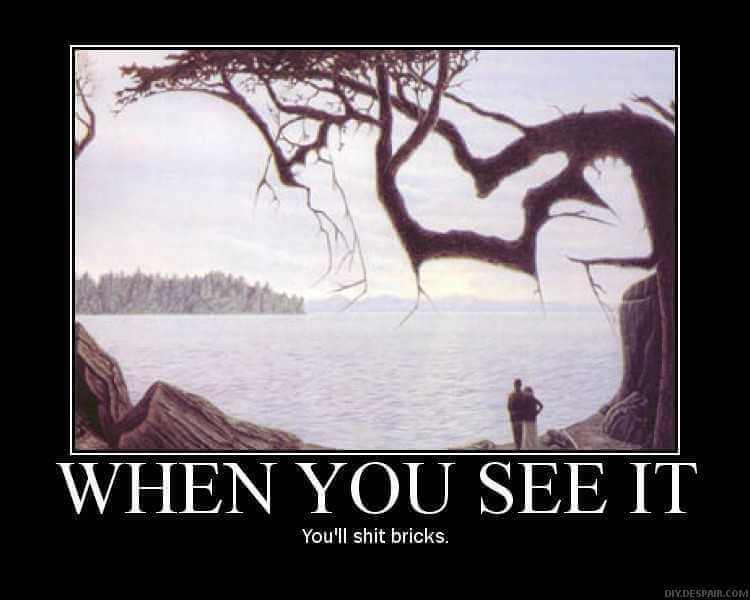 WHEN YOU SEE IT
You'll shit bricks.
DIY.DESPAIR.COM